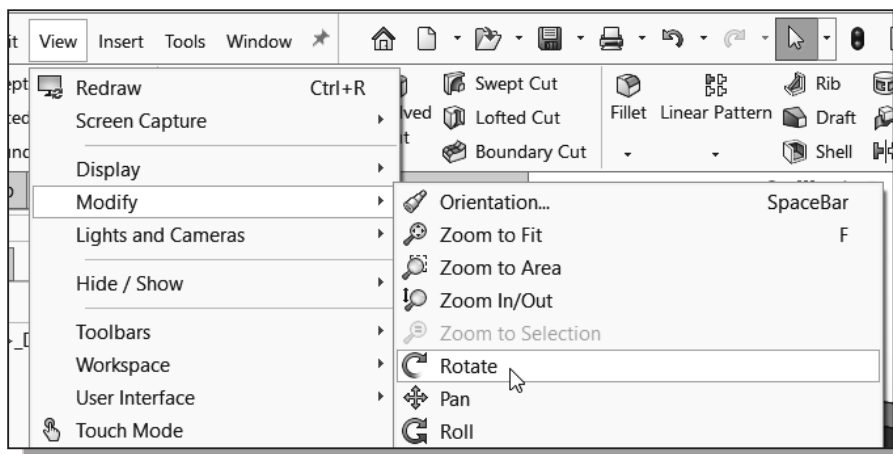 View Insert Tools Window
Swept Cut
Lofted Cut
Boundary Cut
Fillet Linear Pattern
Rib
Draft
Shell
Redraw Ctrl+R
Screen Capture
Display
Modify
Lights and Cameras
Hide / Show
Toolbars
Workspace
User Interface
Touch Mode
Orientation... SpaceBar
Zoom to Fit F
Zoom to Area
Zoom In/Out
Zoom to Selection
Rotate
Pan
Roll